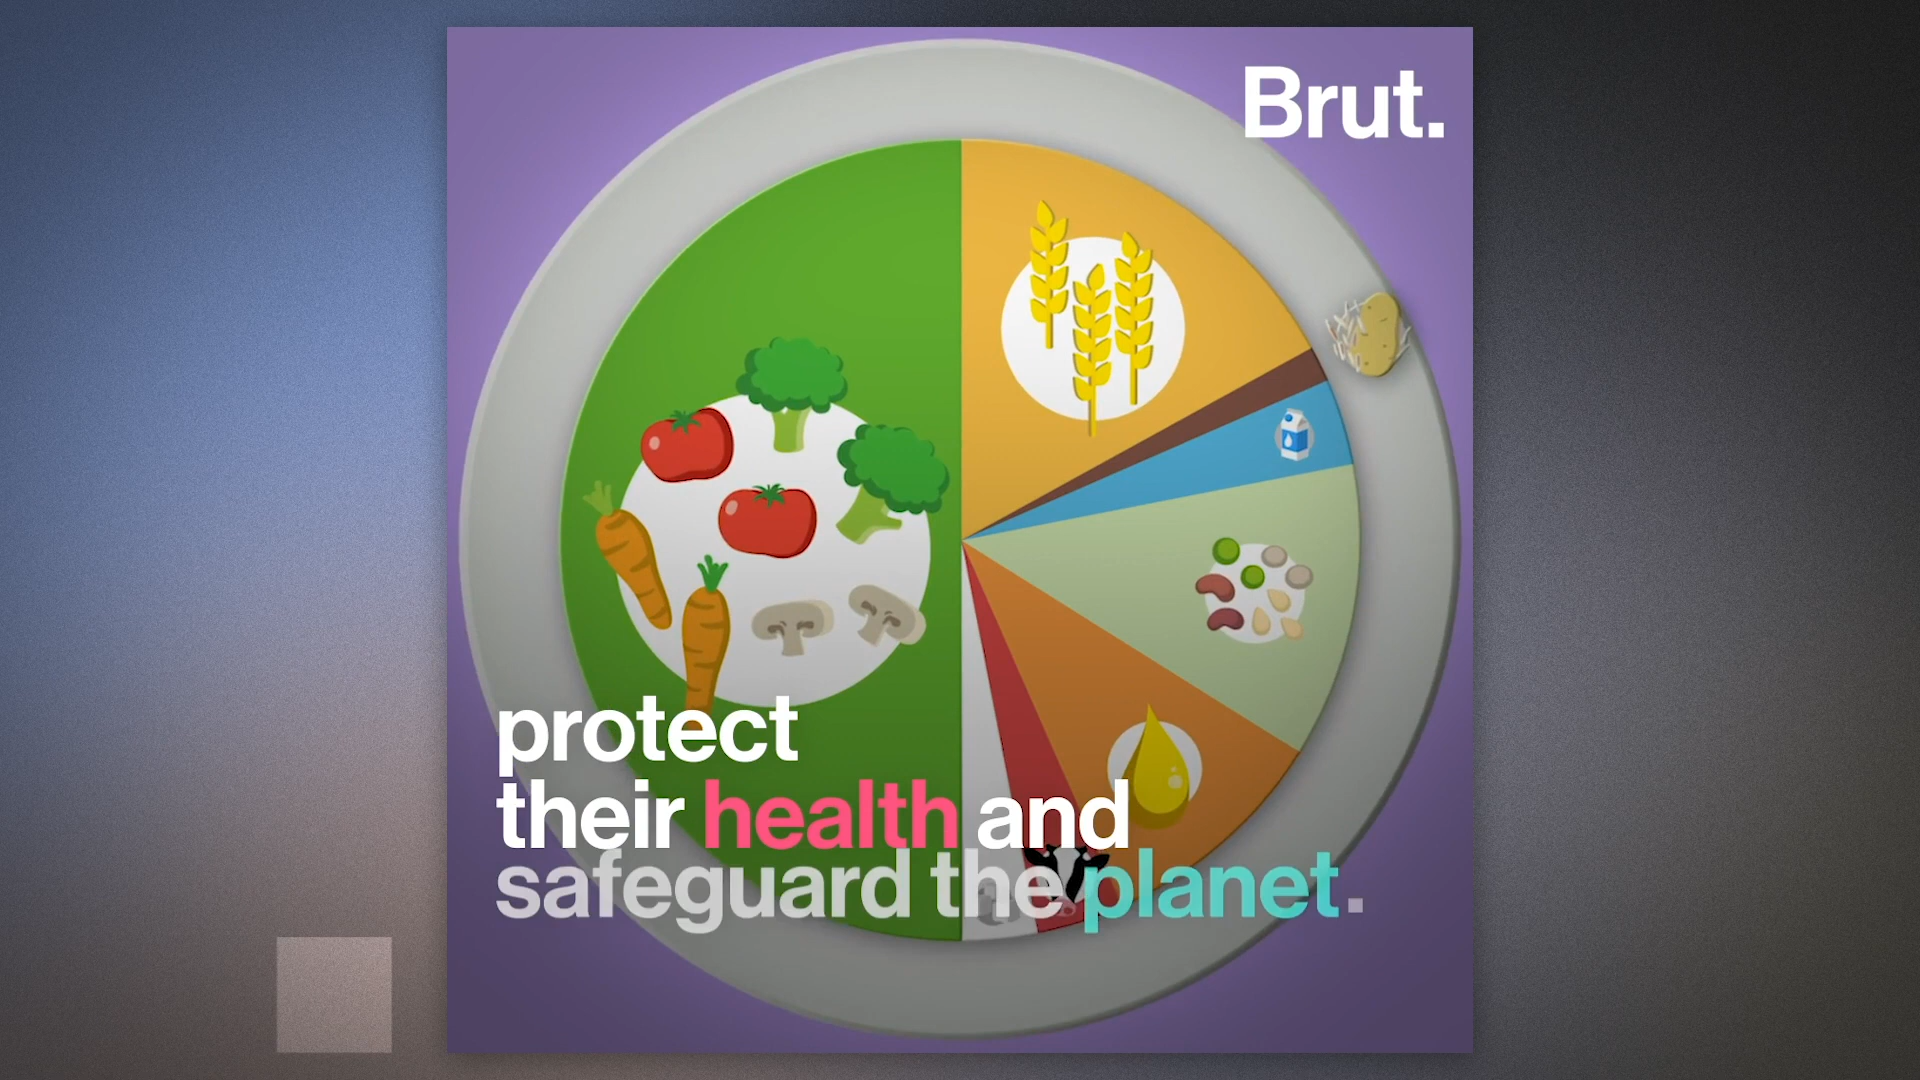 Brut.
protect
their health and
safeguard the planet.